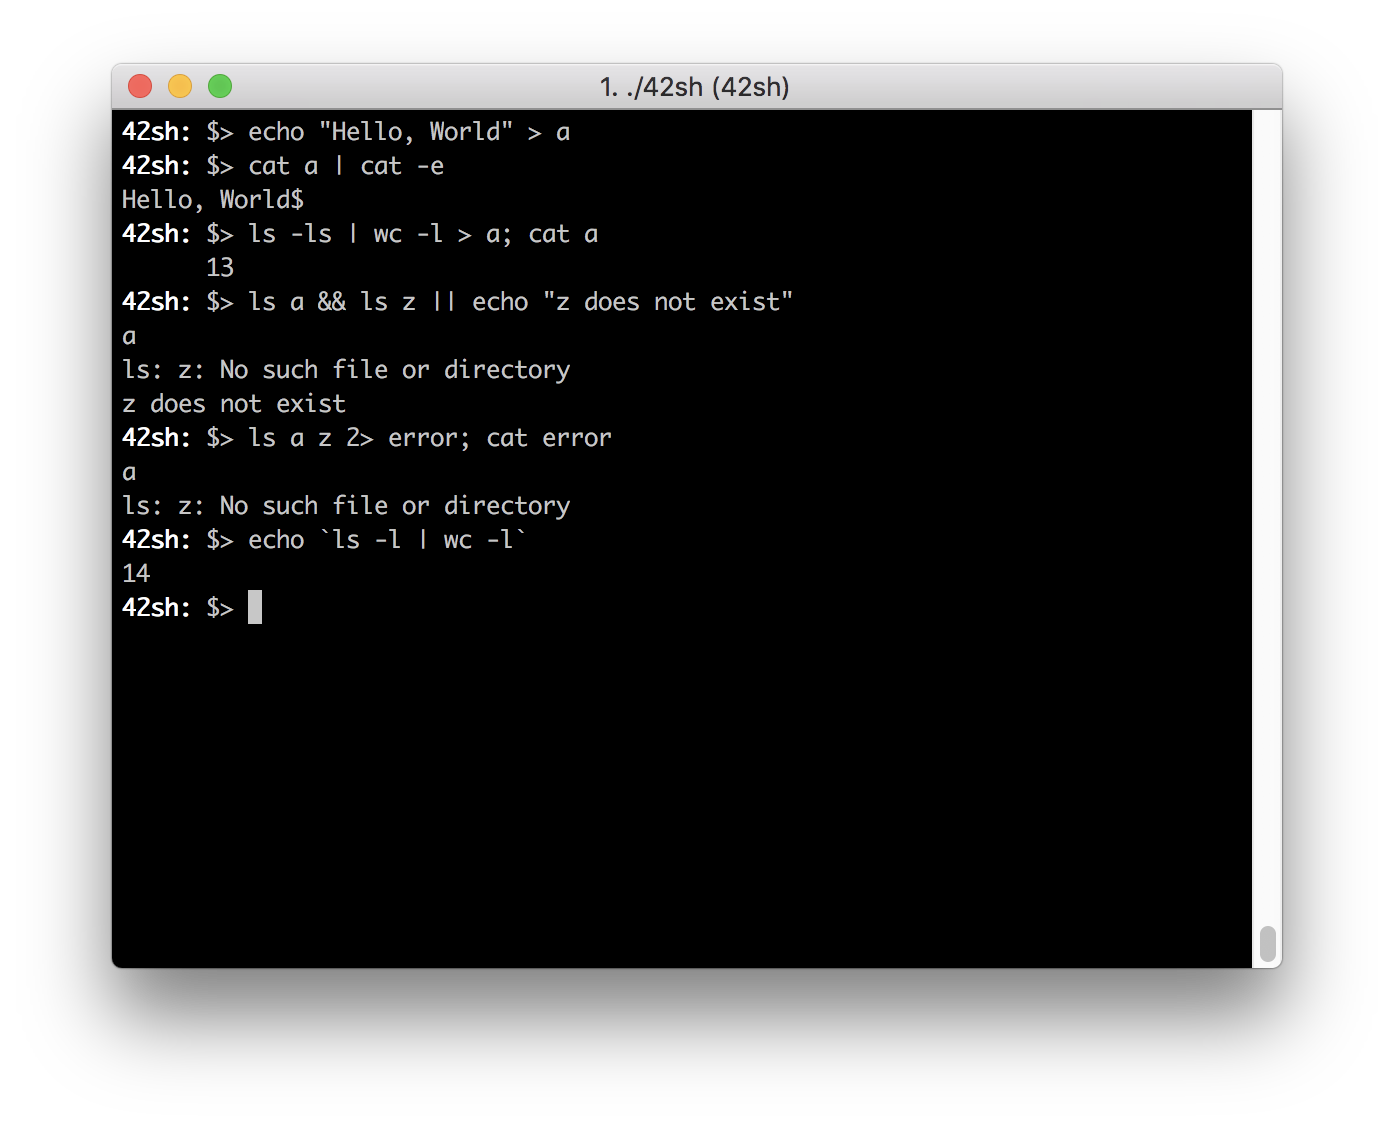 1. ./42sh (42sh)
42sh: $> echo "Hello, World" > a
42sh: $> cat a | cat -e
Hello, World$
42sh: $> ls -ls | wc -l > a; cat a
      13
42sh: $> ls a && ls z || echo "z does not exist"
a
ls: z: No such file or directory
z does not exist
42sh: $> ls a z 2> error; cat error
a
ls: z: No such file or directory
42sh: $> echo `ls -l | wc -l`
14
42sh: $>